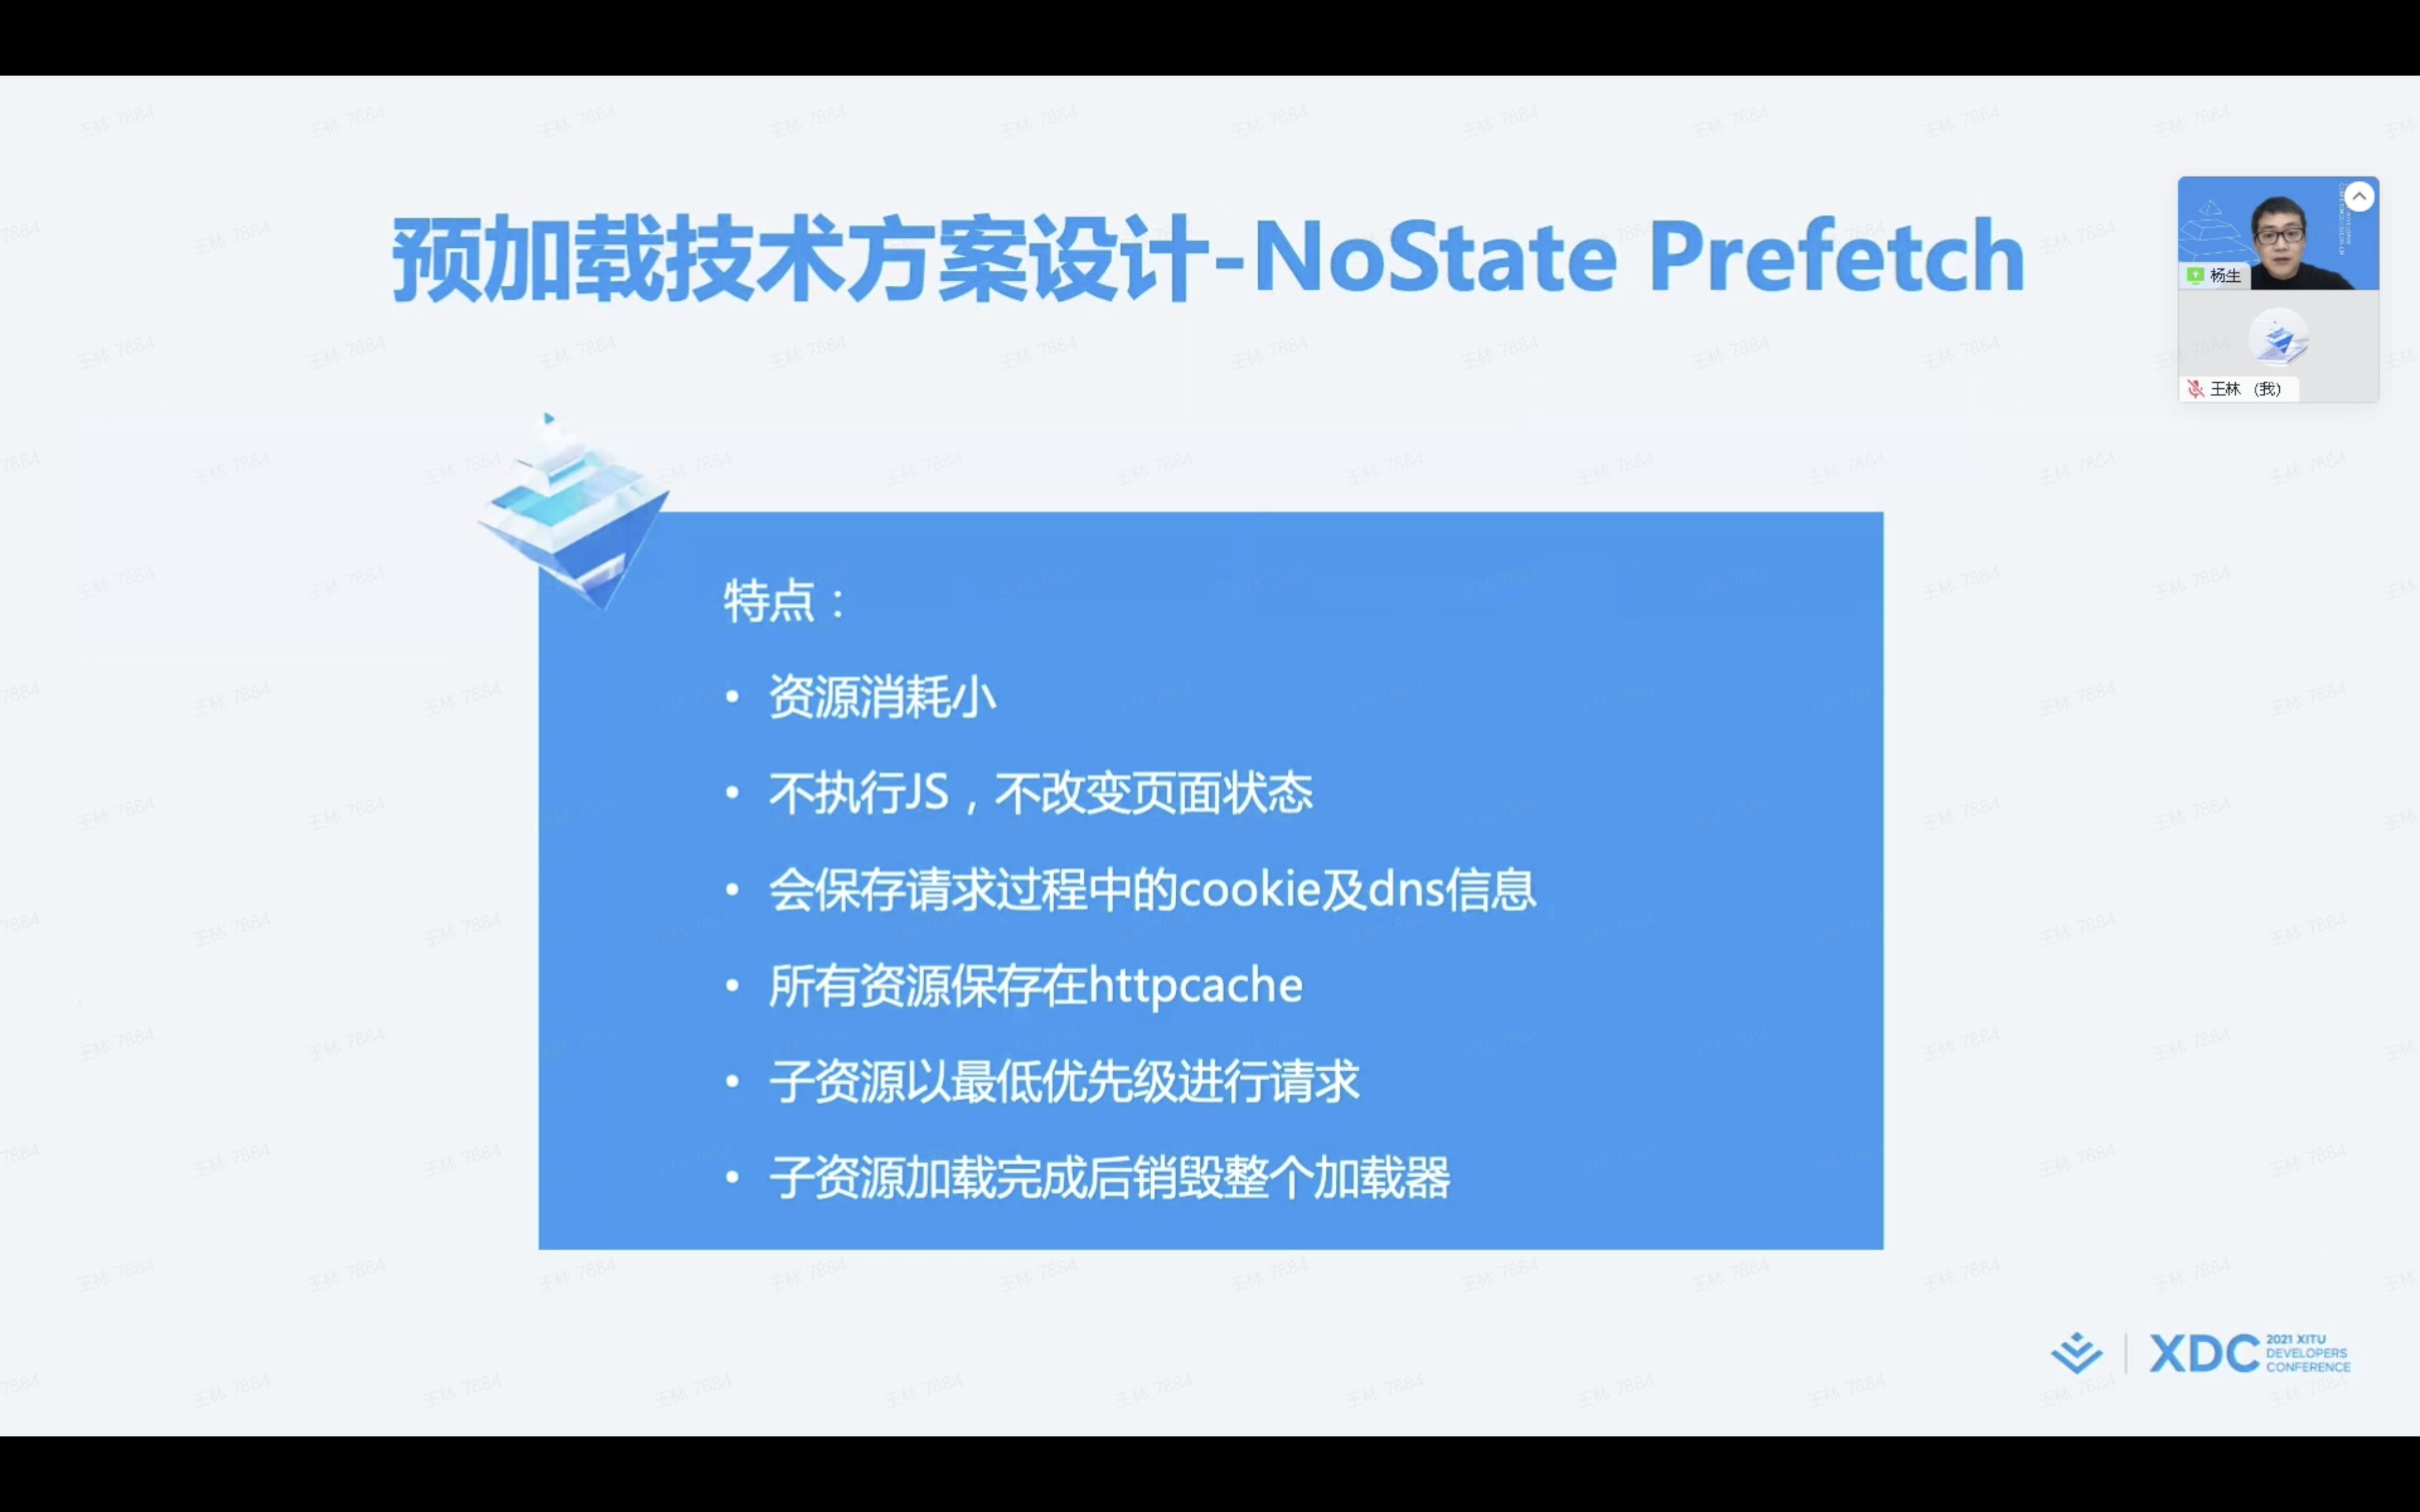 预加载技术方案设计-NoState Prefetch
杨生
王林 (我)
特点：
• 资源消耗小
• 不执行JS，不改变页面状态
• 会保存请求过程中的cookie及dns信息
• 所有资源保存在httpcache
• 子资源以最低优先级进行请求
• 子资源加载完成后销毁整个加载器
XDC
2021 XITU
DEVELOPERS
CONFERENCE
王林 7884